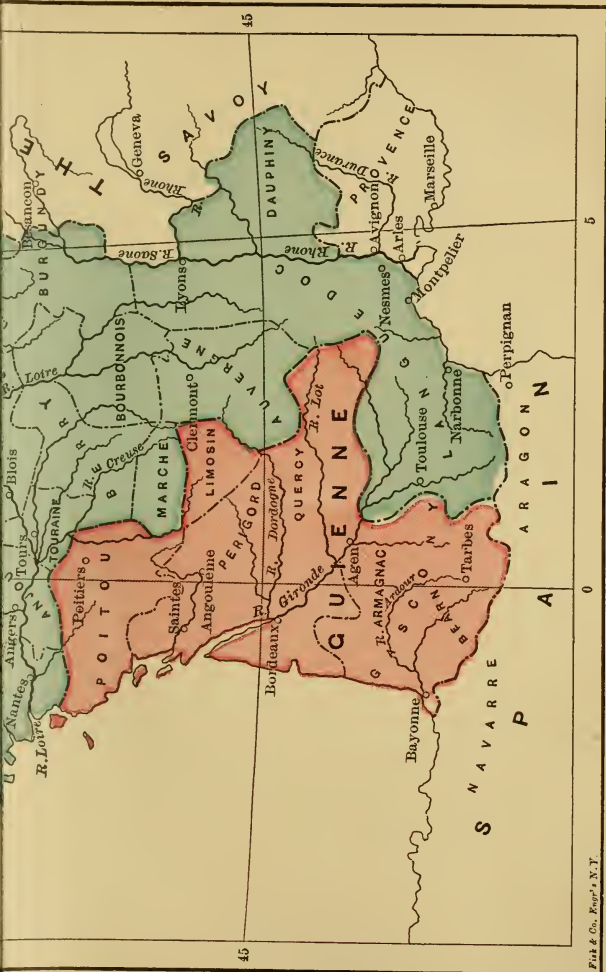 45
5
0
45
THE
SAVOY
Geneva
Rhone
R.
Besancon
BURGUNDY
R. Saone
Lyons
DAUPHINY
R. Durance
PROVENCE
Avignon
Arles
Marseille
R. Rhone
Nesmes
Montpelier
R. Loire
BOURBONNOIS
AUVERGNE
Clermont
BERRY
R. Creuse
MARCHE
LIMOSIN
LANGUEDOC
Toulouse
Narbonne
Perpignan
Blois
Tours
TOURAINE
ANJOU
Angers
Nantes
R. Loire
POITOU
Peitiers
Saintes
Angouleme
PERIGORD
R. Dordogne
QUERCY
R. Lot
GUIENNE
R. Gironde
Bordeaux
Agen
ARMAGNAC
R. Adour
GASCONY
BEARN
Tarbes
Bayonne
ARAGON
NAVARRE
SPAIN
Fisk & Co. Engr's N.Y.